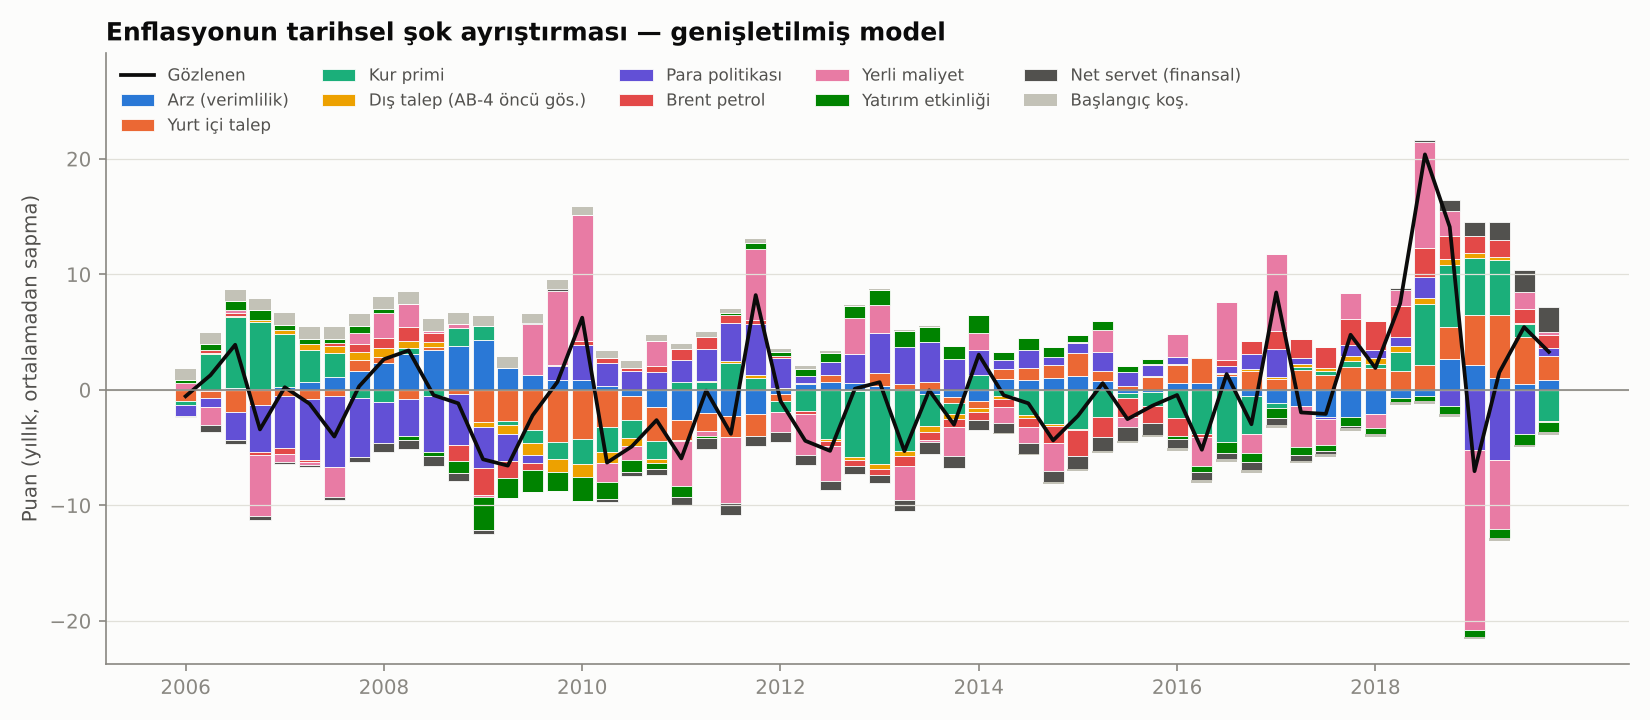 Enflasyonun tarihsel şok ayrıştırması — genişletilmiş model
Gözlenen
Arz (verimlilik)
Yurt içi talep
Kur primi
Dış talep (AB-4 öncü gös.)
Para politikası
Brent petrol
Yerli maliyet
Yatırım etkinliği
Net servet (finansal)
Başlangıç koş.
Puan (yıllık, ortalamadan sapma)
20
10
0
−10
−20
2006
2008
2010
2012
2014
2016
2018